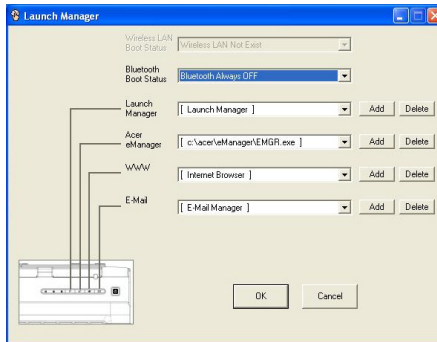 Launch Manager
Wireless LAN
Boot Status
Wireless LAN Not Exist
Bluetooth
Boot Status
Bluetooth Always OFF
Launch
Manager
[ Launch Manager ]
Add
Delete
Acer
eManager
[ c:\acer\eManager\EMGR.exe ]
Add
Delete
WWW
[ Internet Browser ]
Add
Delete
E-Mail
[ E-Mail Manager ]
Add
Delete
OK
Cancel